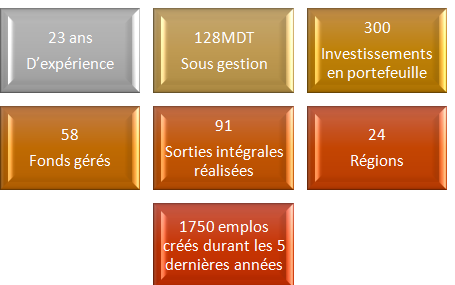 23 ans
D'expérience
128MDT
Sous gestion
300
Investissements
en portefeuille
58
Fonds gérés
91
Sorties intégrales
réalisées
24
Régions
1750 emplos
créés durant les 5
dernières années